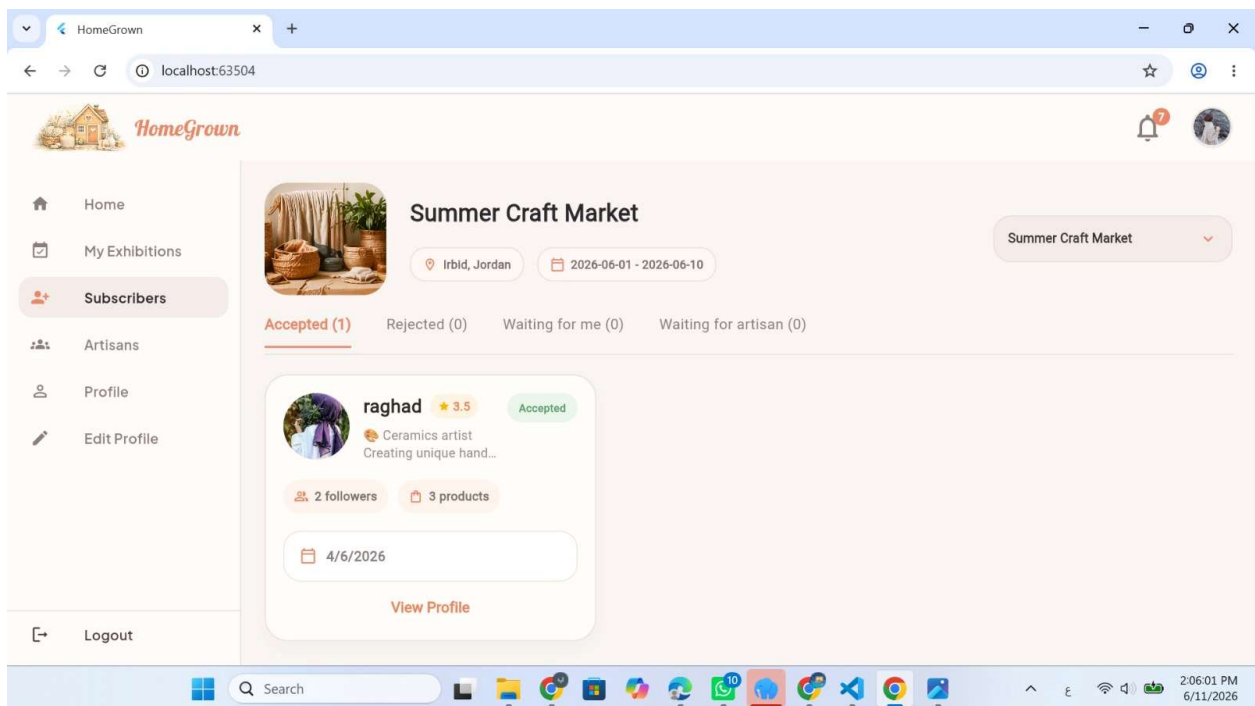 HomeGrown
localhost:63504
HomeGrown
7
Home
My Exhibitions
Subscribers
Artisans
Profile
Edit Profile
Logout
Summer Craft Market
Irbid, Jordan
2026-06-01 - 2026-06-10
Summer Craft Market
Accepted (1) Rejected (0) Waiting for me (0) Waiting for artisan (0)
raghad ★ 3.5 Accepted
🎨 Ceramics artist
Creating unique hand...
2 followers 3 products
4/6/2026
View Profile
Search
10
ع
2:06:01 PM
6/11/2026